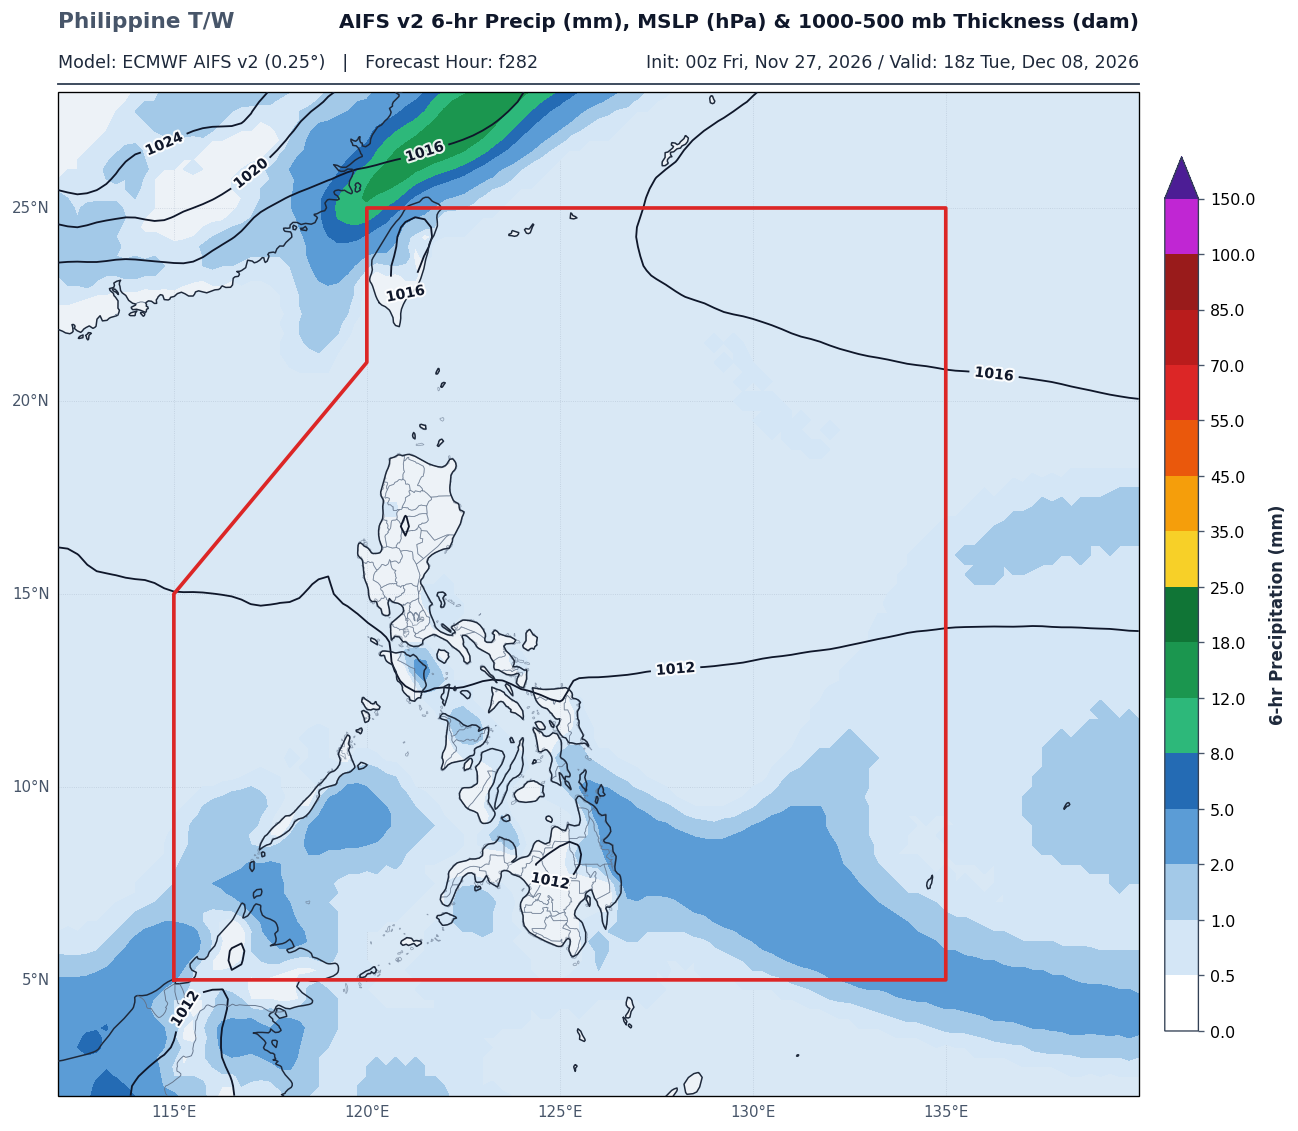 Philippine T/W
AIFS v2 6-hr Precip (mm), MSLP (hPa) & 1000-500 mb Thickness (dam)
Model: ECMWF AIFS v2 (0.25°) | Forecast Hour: f282
Init: 00z Fri, Nov 27, 2026 / Valid: 18z Tue, Dec 08, 2026
1024
1020
1016
1016
1016
1012
1012
1012
25°N
20°N
15°N
10°N
5°N
115°E
120°E
125°E
130°E
135°E
150.0
100.0
85.0
70.0
55.0
45.0
35.0
25.0
18.0
12.0
8.0
5.0
2.0
1.0
0.5
0.0
6-hr Precipitation (mm)